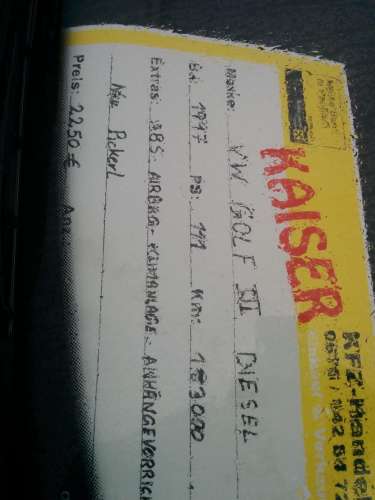 KAISER
KFZ-Handel
Marke: VW GOLF III DIESEL
Bj: 1997 PS: 111 Km: 183000
Extras: ABS - AIRBAG - KLIMAANLAGE - ANHÄNGEVORRICH
Neu Pickerl
Preis: 2250 €